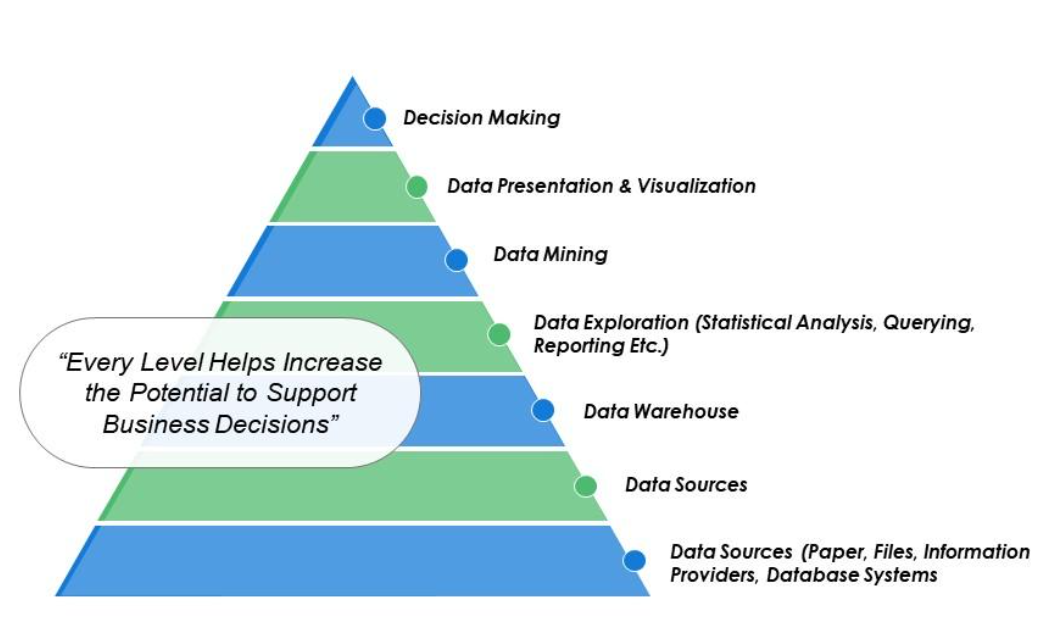 Decision Making
Data Presentation & Visualization
Data Mining
Data Exploration (Statistical Analysis, Querying,
Reporting Etc.)
“Every Level Helps Increase
the Potential to Support
Business Decisions”
Data Warehouse
Data Sources
Data Sources (Paper, Files, Information
Providers, Database Systems